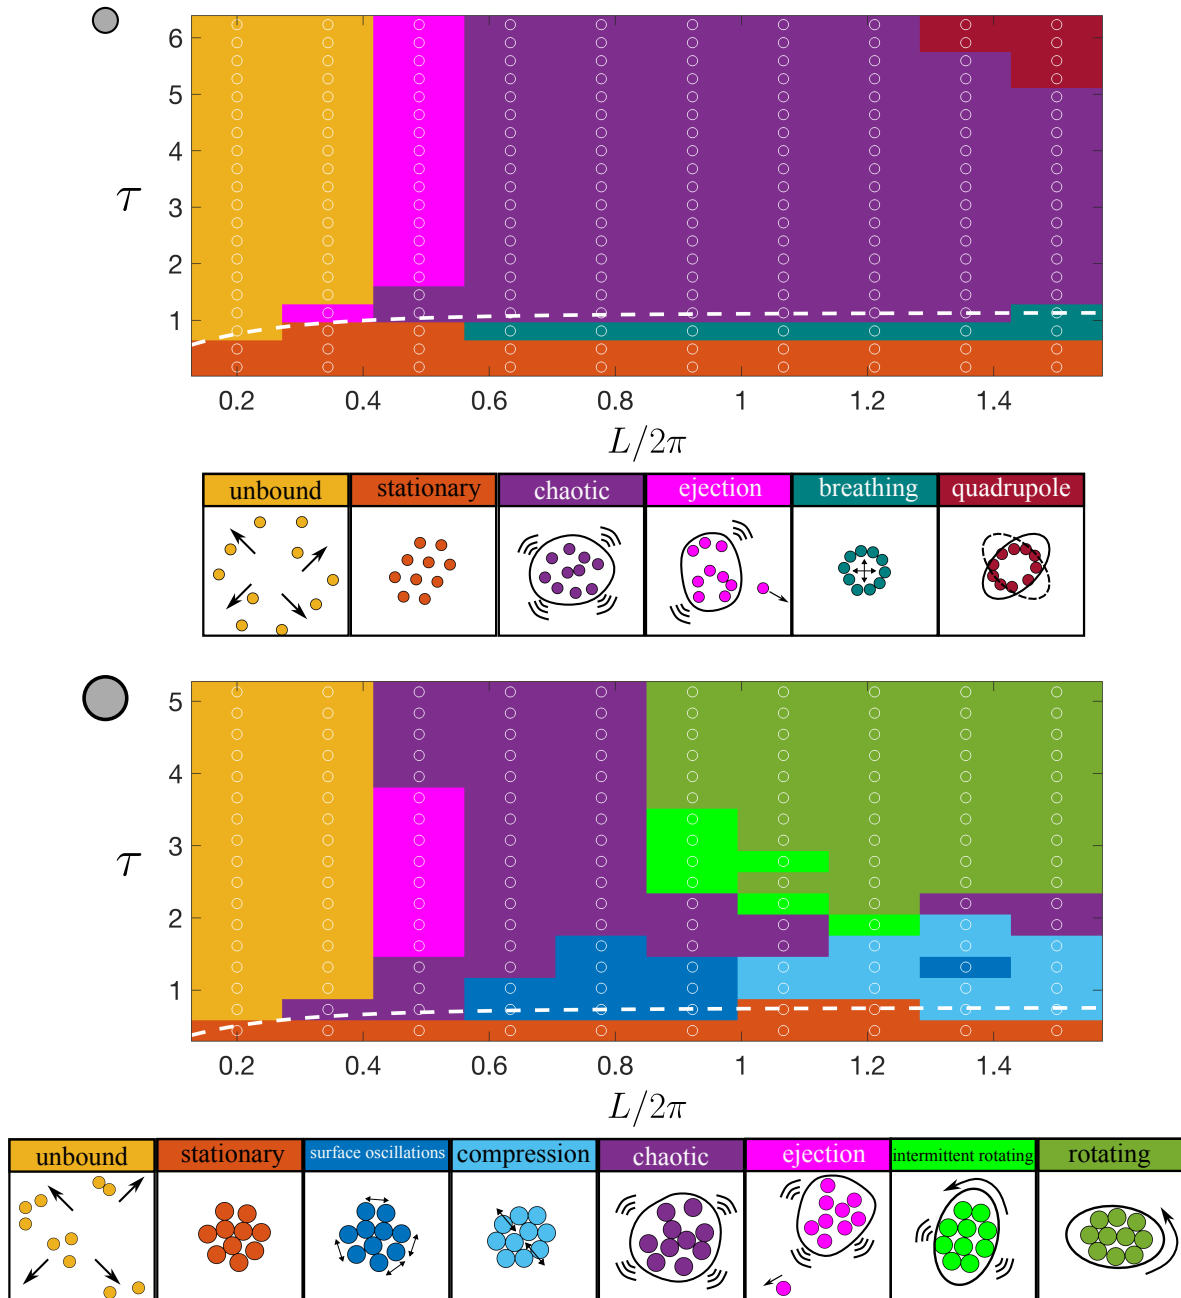 6
5
4
3
2
1
τ
0.2 0.4 0.6 0.8 1 1.2 1.4
L/2π
unbound stationary chaotic ejection breathing quadrupole
5
4
3
2
1
τ
0.2 0.4 0.6 0.8 1 1.2 1.4
L/2π
unbound stationary surface oscillations compression chaotic ejection intermittent rotating rotating